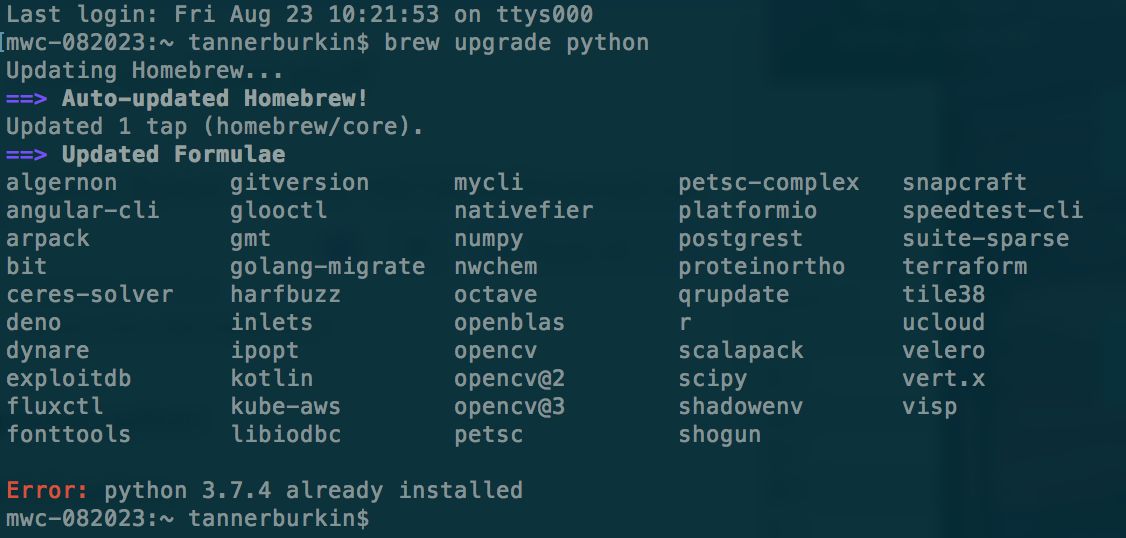 Last login: Fri Aug 23 10:21:53 on ttys000
[mwc-082023:~ tannerburkin$ brew upgrade python
Updating Homebrew...
==> Auto-updated Homebrew!
Updated 1 tap (homebrew/core).
==> Updated Formulae
algernon gitversion mycli petsc-complex snapcraft
angular-cli glooctl nativefier platformio speedtest-cli
arpack gmt numpy postgrest suite-sparse
bit golang-migrate nwchem proteinortho terraform
ceres-solver harfbuzz octave qrupdate tile38
deno inlets openblas r ucloud
dynare ipopt opencv scalapack velero
exploitdb kotlin opencv@2 scipy vert.x
fluxctl kube-aws opencv@3 shadowenv visp
fonttools libiodbc petsc shogun
Error: python 3.7.4 already installed
mwc-082023:~ tannerburkin$